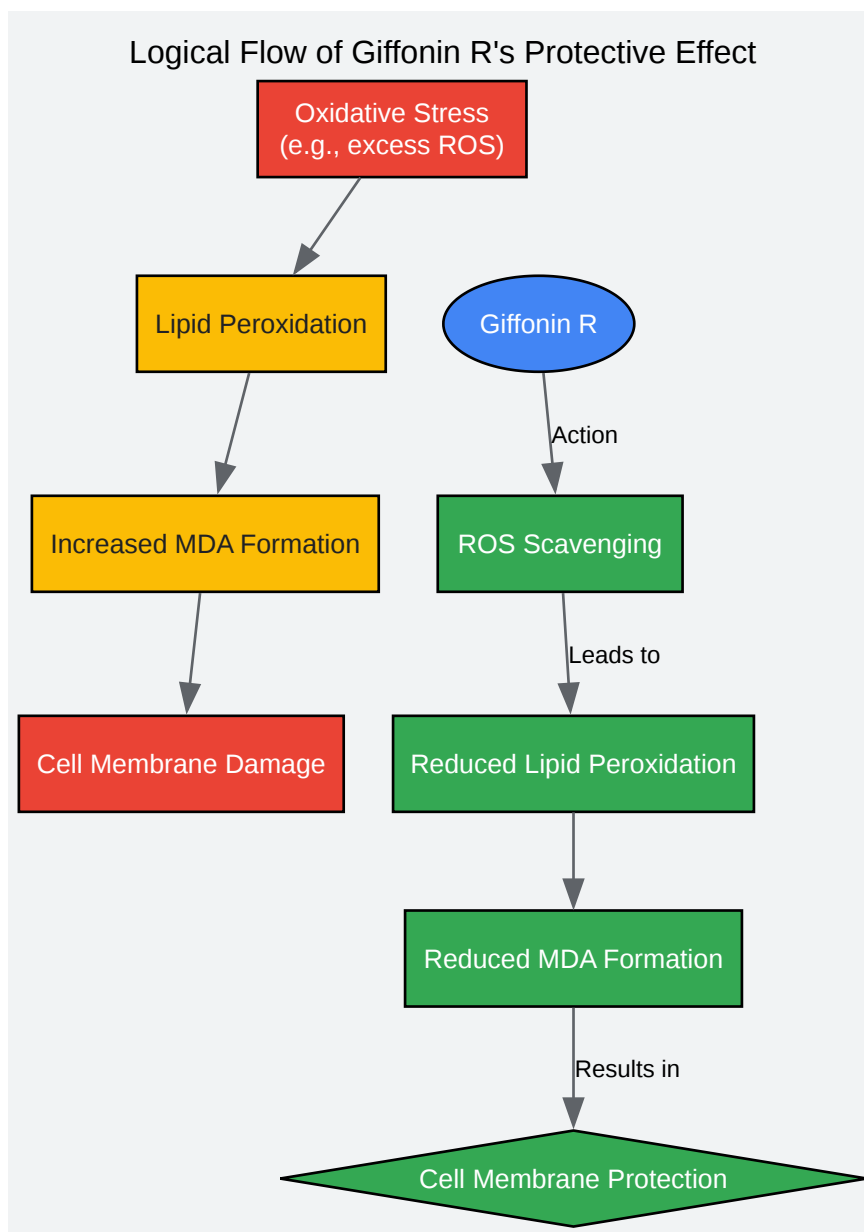 Logical Flow of Giffonin R's Protective Effect
Oxidative Stress
(e.g., excess ROS)
Lipid Peroxidation
Giffonin R
Action
Increased MDA Formation
ROS Scavenging
Leads to
Cell Membrane Damage
Reduced Lipid Peroxidation
Reduced MDA Formation
Results in
Cell Membrane Protection